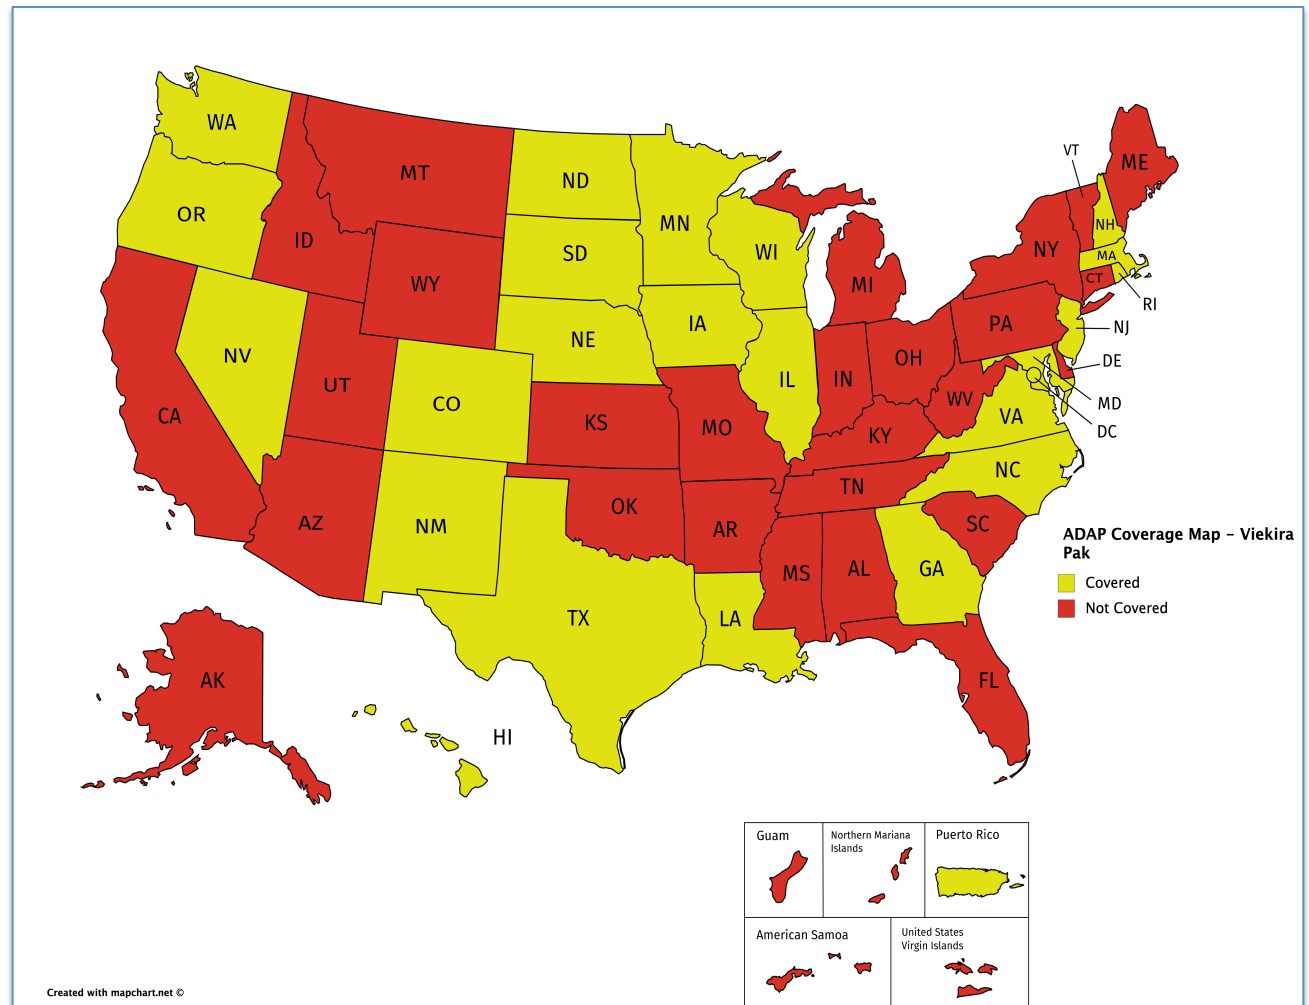 WA
MT
ME
VT
ND
OR
MN
NH
ID
SD
WI
NY
MA
WY
MI
CT
RI
NE
IA
PA
NJ
NV
OH
DE
UT
IL
IN
CO
WV
MD
CA
KS
MO
VA
DC
KY
NC
TN
OK
AZ
NM
AR
SC
ADAP Coverage Map – Viekira
Pak
MS
AL
GA
Covered
Not Covered
TX
LA
AK
FL
HI
Guam
Northern Mariana
Islands
Puerto Rico
American Samoa
United States
Virgin Islands
Created with mapchart.net ©